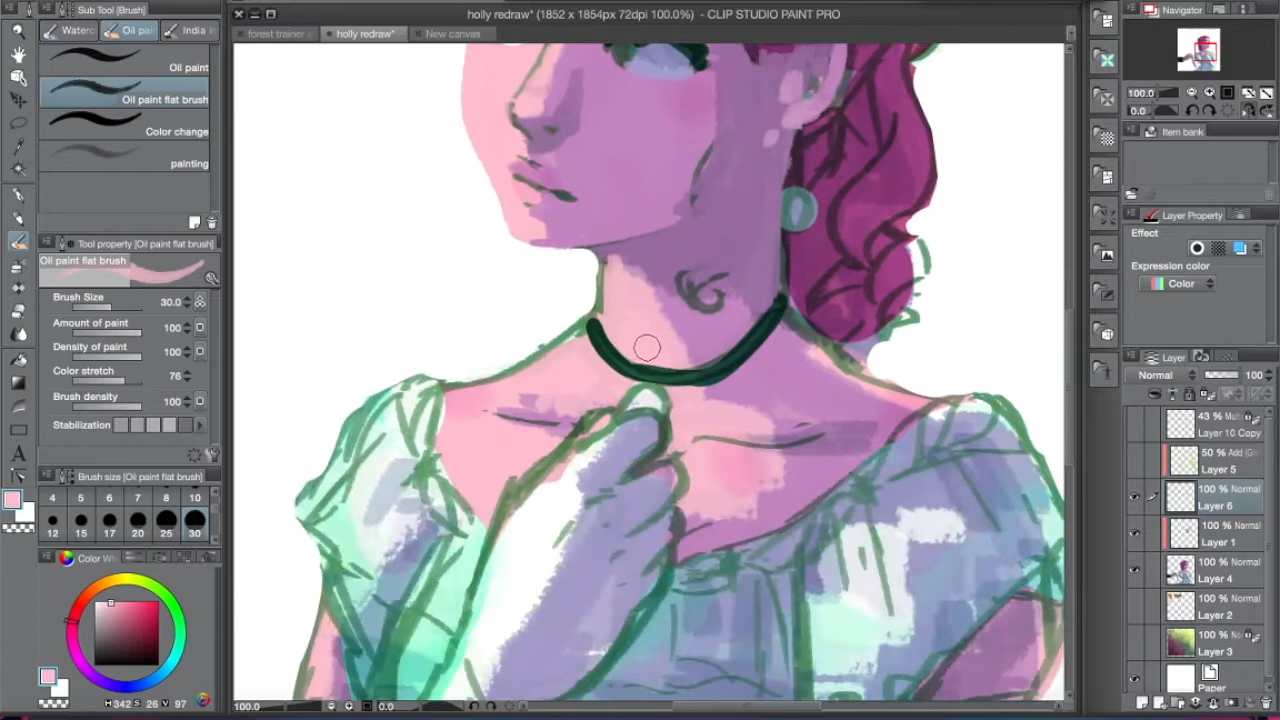 Sub Tool [Brush]
holly redraw* (1852 x 1854px 72dpi 100.0%) - CLIP STUDIO PAINT PRO
Navigator
Waterc
Oil pai
India
forest trainer
holly redraw*
New canvas
Oil paint
Oil paint flat brush
Color change
painting
100.0
0.0
Item bank
Tool property [Oil paint flat brush]
Oil paint flat brush
Brush Size 30.0
Amount of paint 100
Density of paint 100
Color stretch 76
Brush density 100
Stabilization
Brush size [Oil paint flat brush]
4 5 6 7 8 10
12 15 17 20 25 30
Color W
H 342 S 26 V 97
100.0
0.0
Layer Property
Effect
Expression color
Color
Layer
Normal 100
43 %
Layer 10 Copy
50 % Add
Layer 5
100 % Normal
Layer 6
100 % Normal
Layer 1
100 % Normal
Layer 4
100 % Normal
Layer 2
100 %
Layer 3
Paper